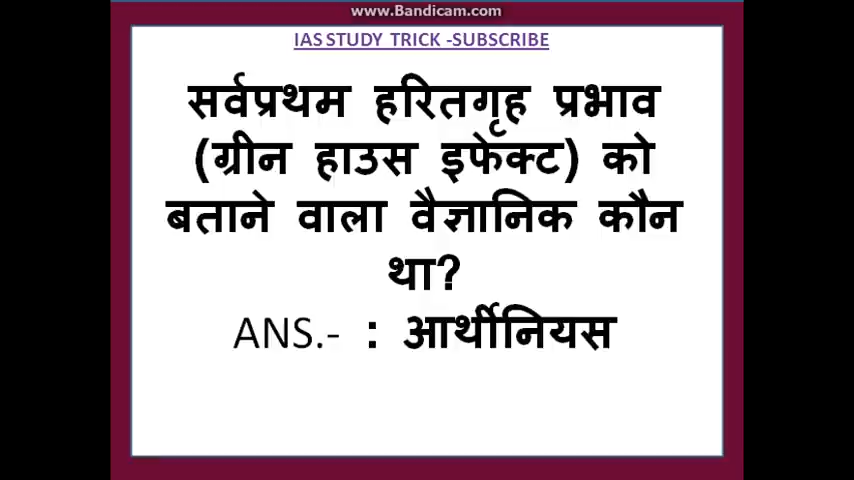 www.Bandicam.com
IAS STUDY TRICK -SUBSCRIBE
सर्वप्रथम हरितगृह प्रभाव
(ग्रीन हाउस इफेक्ट) को
बताने वाला वैज्ञानिक कौन
था?
ANS.- : आर्थीनियस